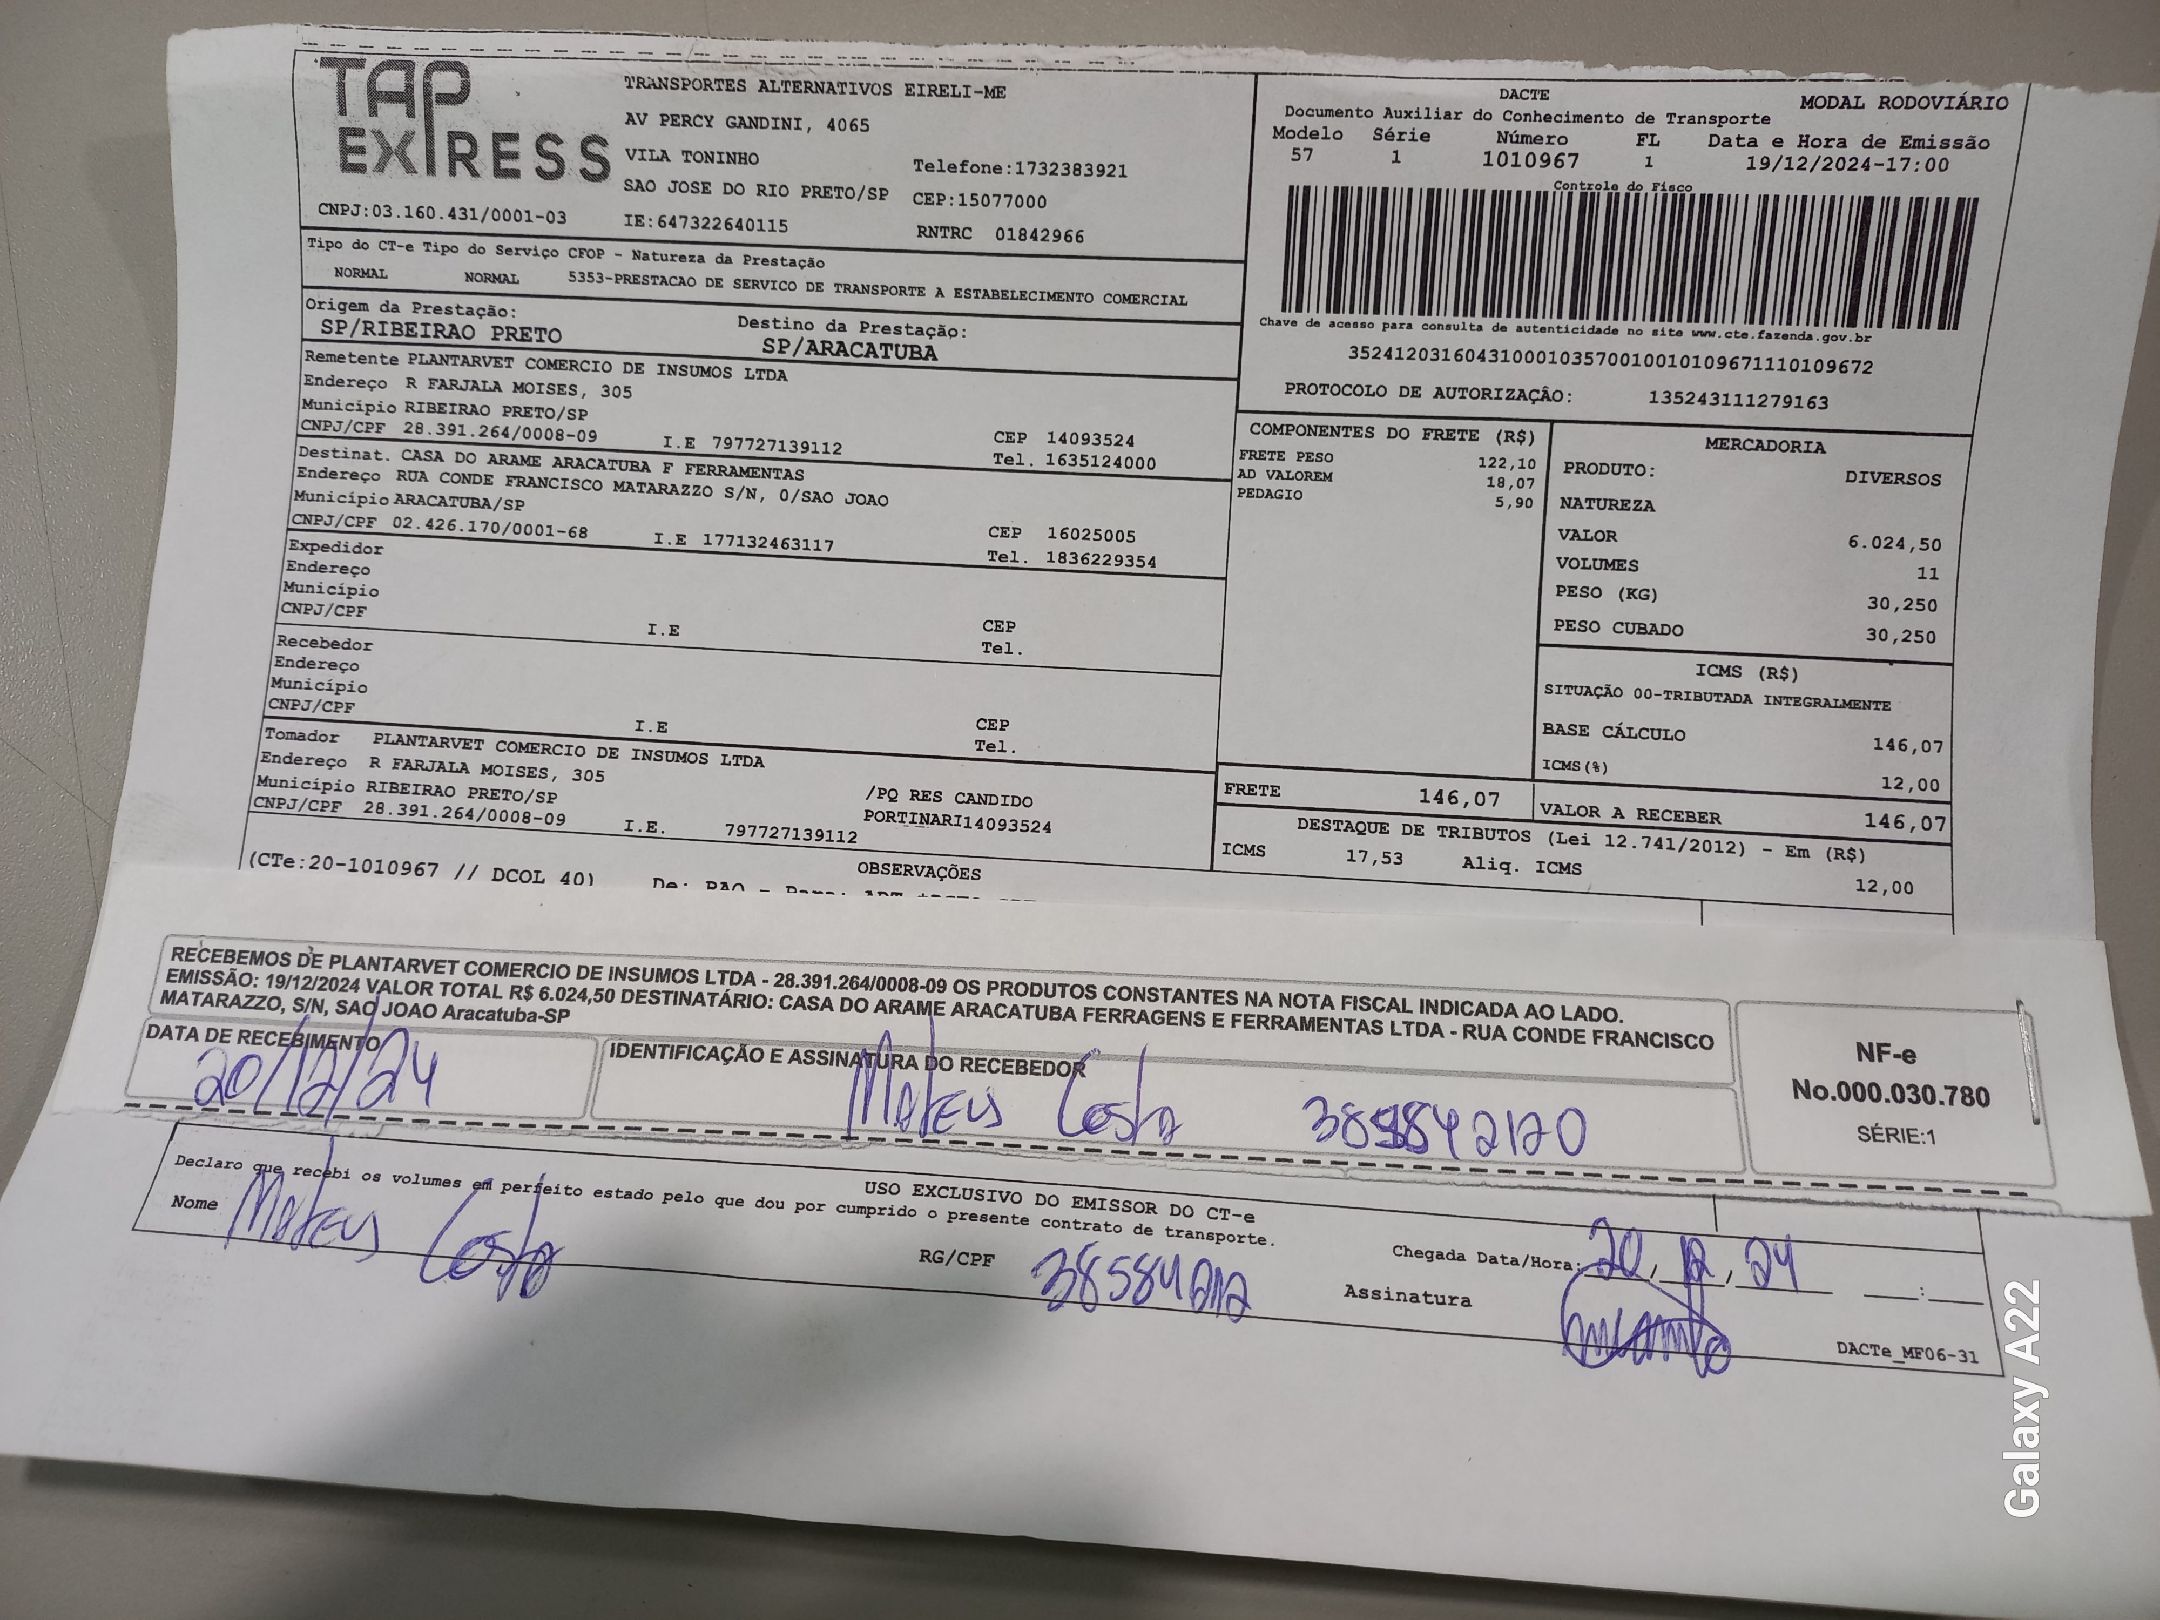 TAP EXPRESS
TRANSPORTES ALTERNATIVOS EIRELI-ME
AV PERCY GANDINI, 4065
VILA TONINHO
Telefone:1732383921
SAO JOSE DO RIO PRETO/SP CEP:15077000
CNPJ:03.160.431/0001-03 IE:647322640115 RNTRC 01842966
DACTE
MODAL RODOVIÁRIO
Documento Auxiliar do Conhecimento de Transporte
Modelo Série Número FL Data e Hora de Emissão
57 1 1010967 1 19/12/2024-17:00
Controle do Fisco
Chave de acesso para consulta de autenticidade no site www.cte.fazenda.gov.br
35241203160431000103570010010109671110109672
PROTOCOLO DE AUTORIZAÇÃO: 135243111279163
Tipo do CT-e Tipo do Serviço CFOP - Natureza da Prestação
NORMAL NORMAL 5353-PRESTACAO DE SERVICO DE TRANSPORTE A ESTABELECIMENTO COMERCIAL
Origem da Prestação: Destino da Prestação:
SP/RIBEIRAO PRETO SP/ARACATUBA
Remetente PLANTARVET COMERCIO DE INSUMOS LTDA
Endereço R FARJALA MOISES, 305
Município RIBEIRAO PRETO/SP CEP 14093524
CNPJ/CPF 28.391.264/0008-09 I.E 797727139112 Tel. 1635124000
Destinat. CASA DO ARAME ARACATUBA F FERRAMENTAS
Endereço RUA CONDE FRANCISCO MATARAZZO S/N, 0/SAO JOAO
Município ARACATUBA/SP CEP 16025005
CNPJ/CPF 02.426.170/0001-68 I.E 177132463117 Tel. 1836229354
Expedidor
Endereço
Município CEP
CNPJ/CPF I.E Tel.
Recebedor
Endereço
Município CEP
CNPJ/CPF I.E Tel.
Tomador PLANTARVET COMERCIO DE INSUMOS LTDA
Endereço R FARJALA MOISES, 305
Município RIBEIRAO PRETO/SP /PQ RES CANDIDO
CNPJ/CPF 28.391.264/0008-09 I.E. 797727139112 PORTINARI14093524
COMPONENTES DO FRETE (R$)
FRETE PESO 122,10
AD VALOREM 18,07
PEDAGIO 5,90
MERCADORIA
PRODUTO: DIVERSOS
NATUREZA
VALOR 6.024,50
VOLUMES 11
PESO (KG) 30,250
PESO CUBADO 30,250
ICMS (R$)
SITUAÇÃO 00-TRIBUTADA INTEGRALMENTE
BASE CÁLCULO 146,07
ICMS(%) 12,00
FRETE 146,07 VALOR A RECEBER 146,07
DESTAQUE DE TRIBUTOS (Lei 12.741/2012) - Em (R$)
ICMS 17,53 Aliq. ICMS 12,00
OBSERVAÇÕES
(CTe:20-1010967 // DCOL 40)
RECEBEMOS DE PLANTARVET COMERCIO DE INSUMOS LTDA - 28.391.264/0008-09 OS PRODUTOS CONSTANTES NA NOTA FISCAL INDICADA AO LADO.
EMISSÃO: 19/12/2024 VALOR TOTAL R$ 6.024,50 DESTINATÁRIO: CASA DO ARAME ARACATUBA FERRAGENS E FERRAMENTAS LTDA - RUA CONDE FRANCISCO
MATARAZZO, S/N, SAO JOAO Aracatuba-SP
DATA DE RECEBIMENTO IDENTIFICAÇÃO E ASSINATURA DO RECEBEDOR
20/12/24 Mateus Costa
NF-e
No.000.030.780
SÉRIE:1
USO EXCLUSIVO DO EMISSOR DO CT-e
Declaro que recebi os volumes em perfeito estado pelo que dou por cumprido o presente contrato de transporte.
Nome Mateus Costa RG/CPF Chegada Data/Hora: 20, 12, 24
Assinatura
DACTe_MF06-31
Galaxy A22